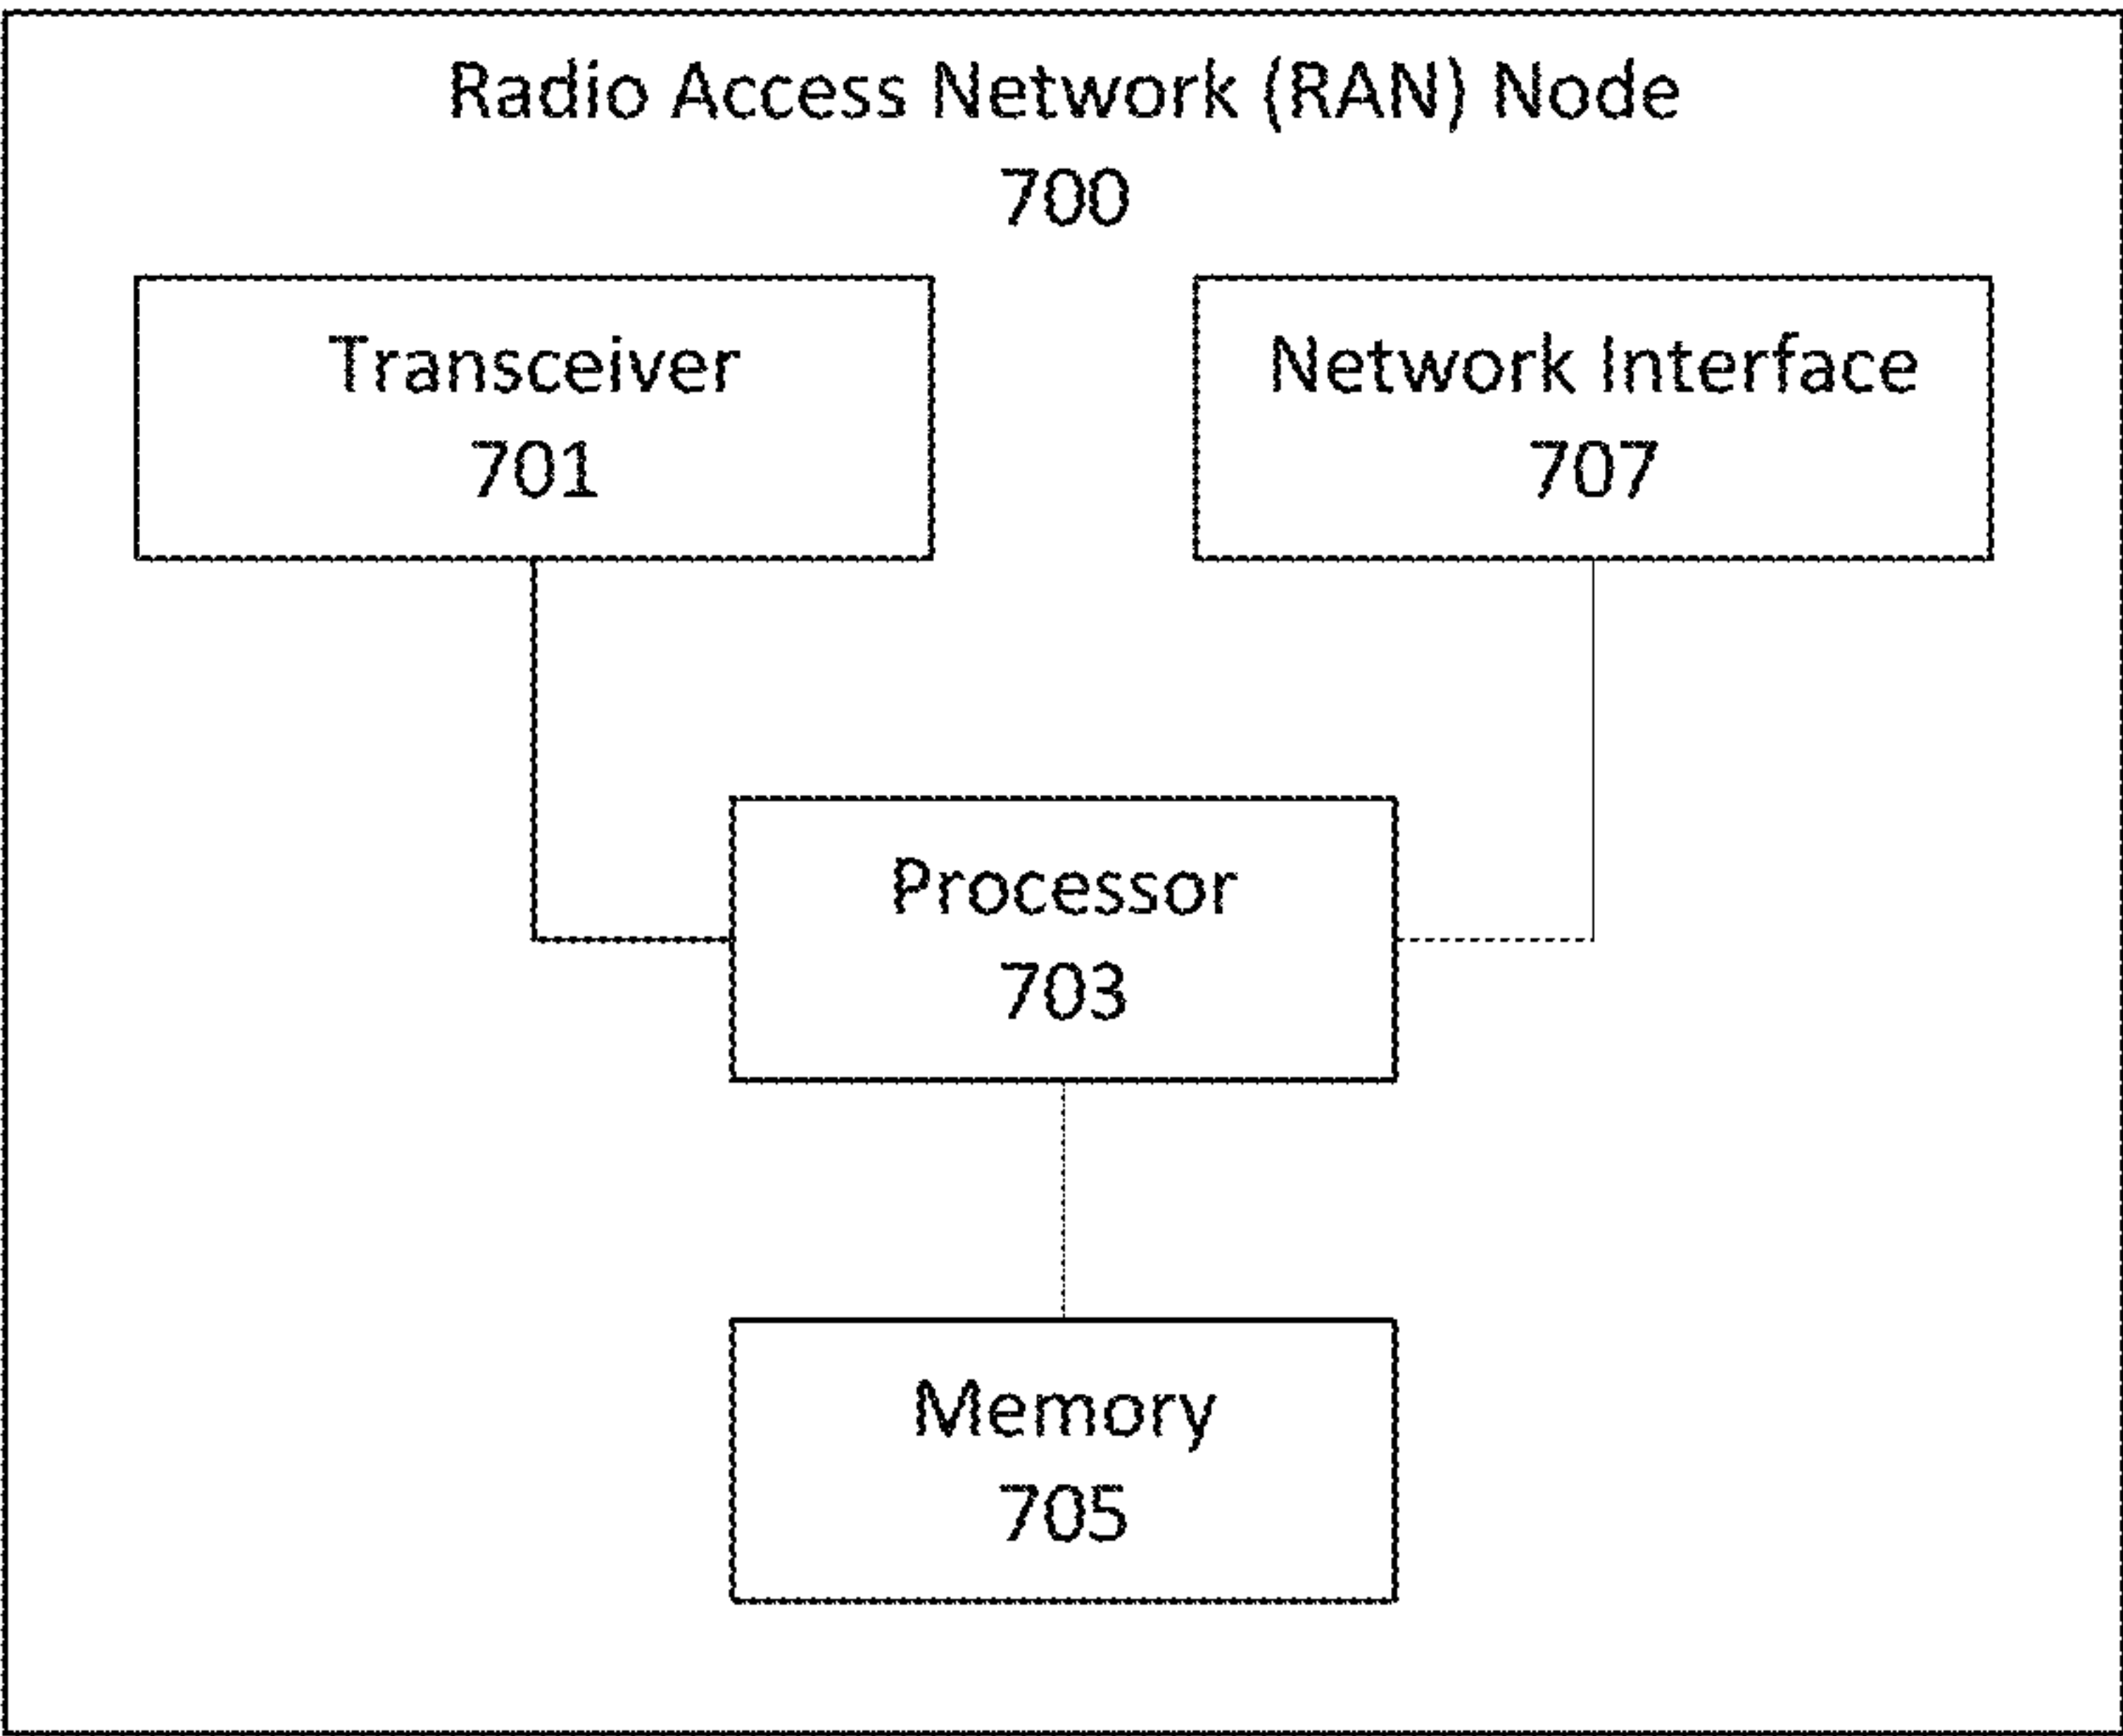 Radio Access Network (RAN) Node
700
Transceiver
701
Network Interface
707
Processor
703
Memory
705